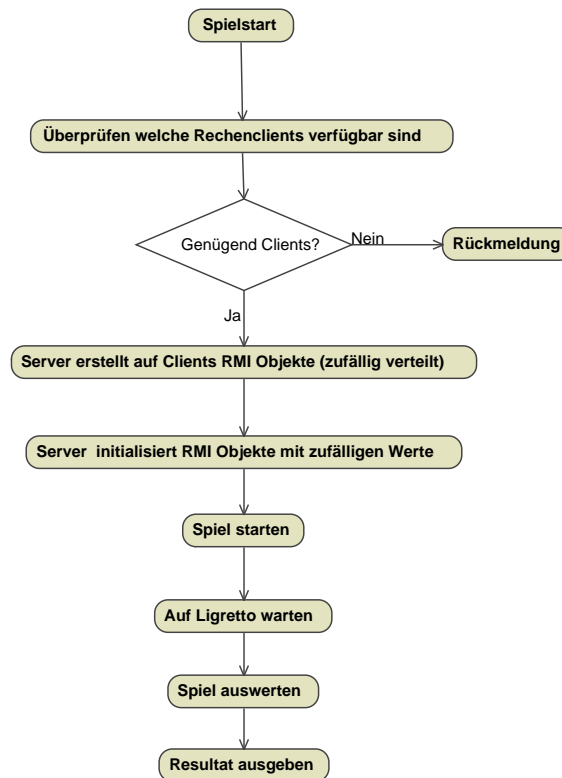 Spielstart
Überprüfen welche Rechenclients verfügbar sind
Genügend Clients?
Nein
Rückmeldung
Ja
Server erstellt auf Clients RMI Objekte (zufällig verteilt)
Server  initialisiert RMI Objekte mit zufälligen Werte
Spiel starten
Auf Ligretto warten
Spiel auswerten
Resultat ausgeben